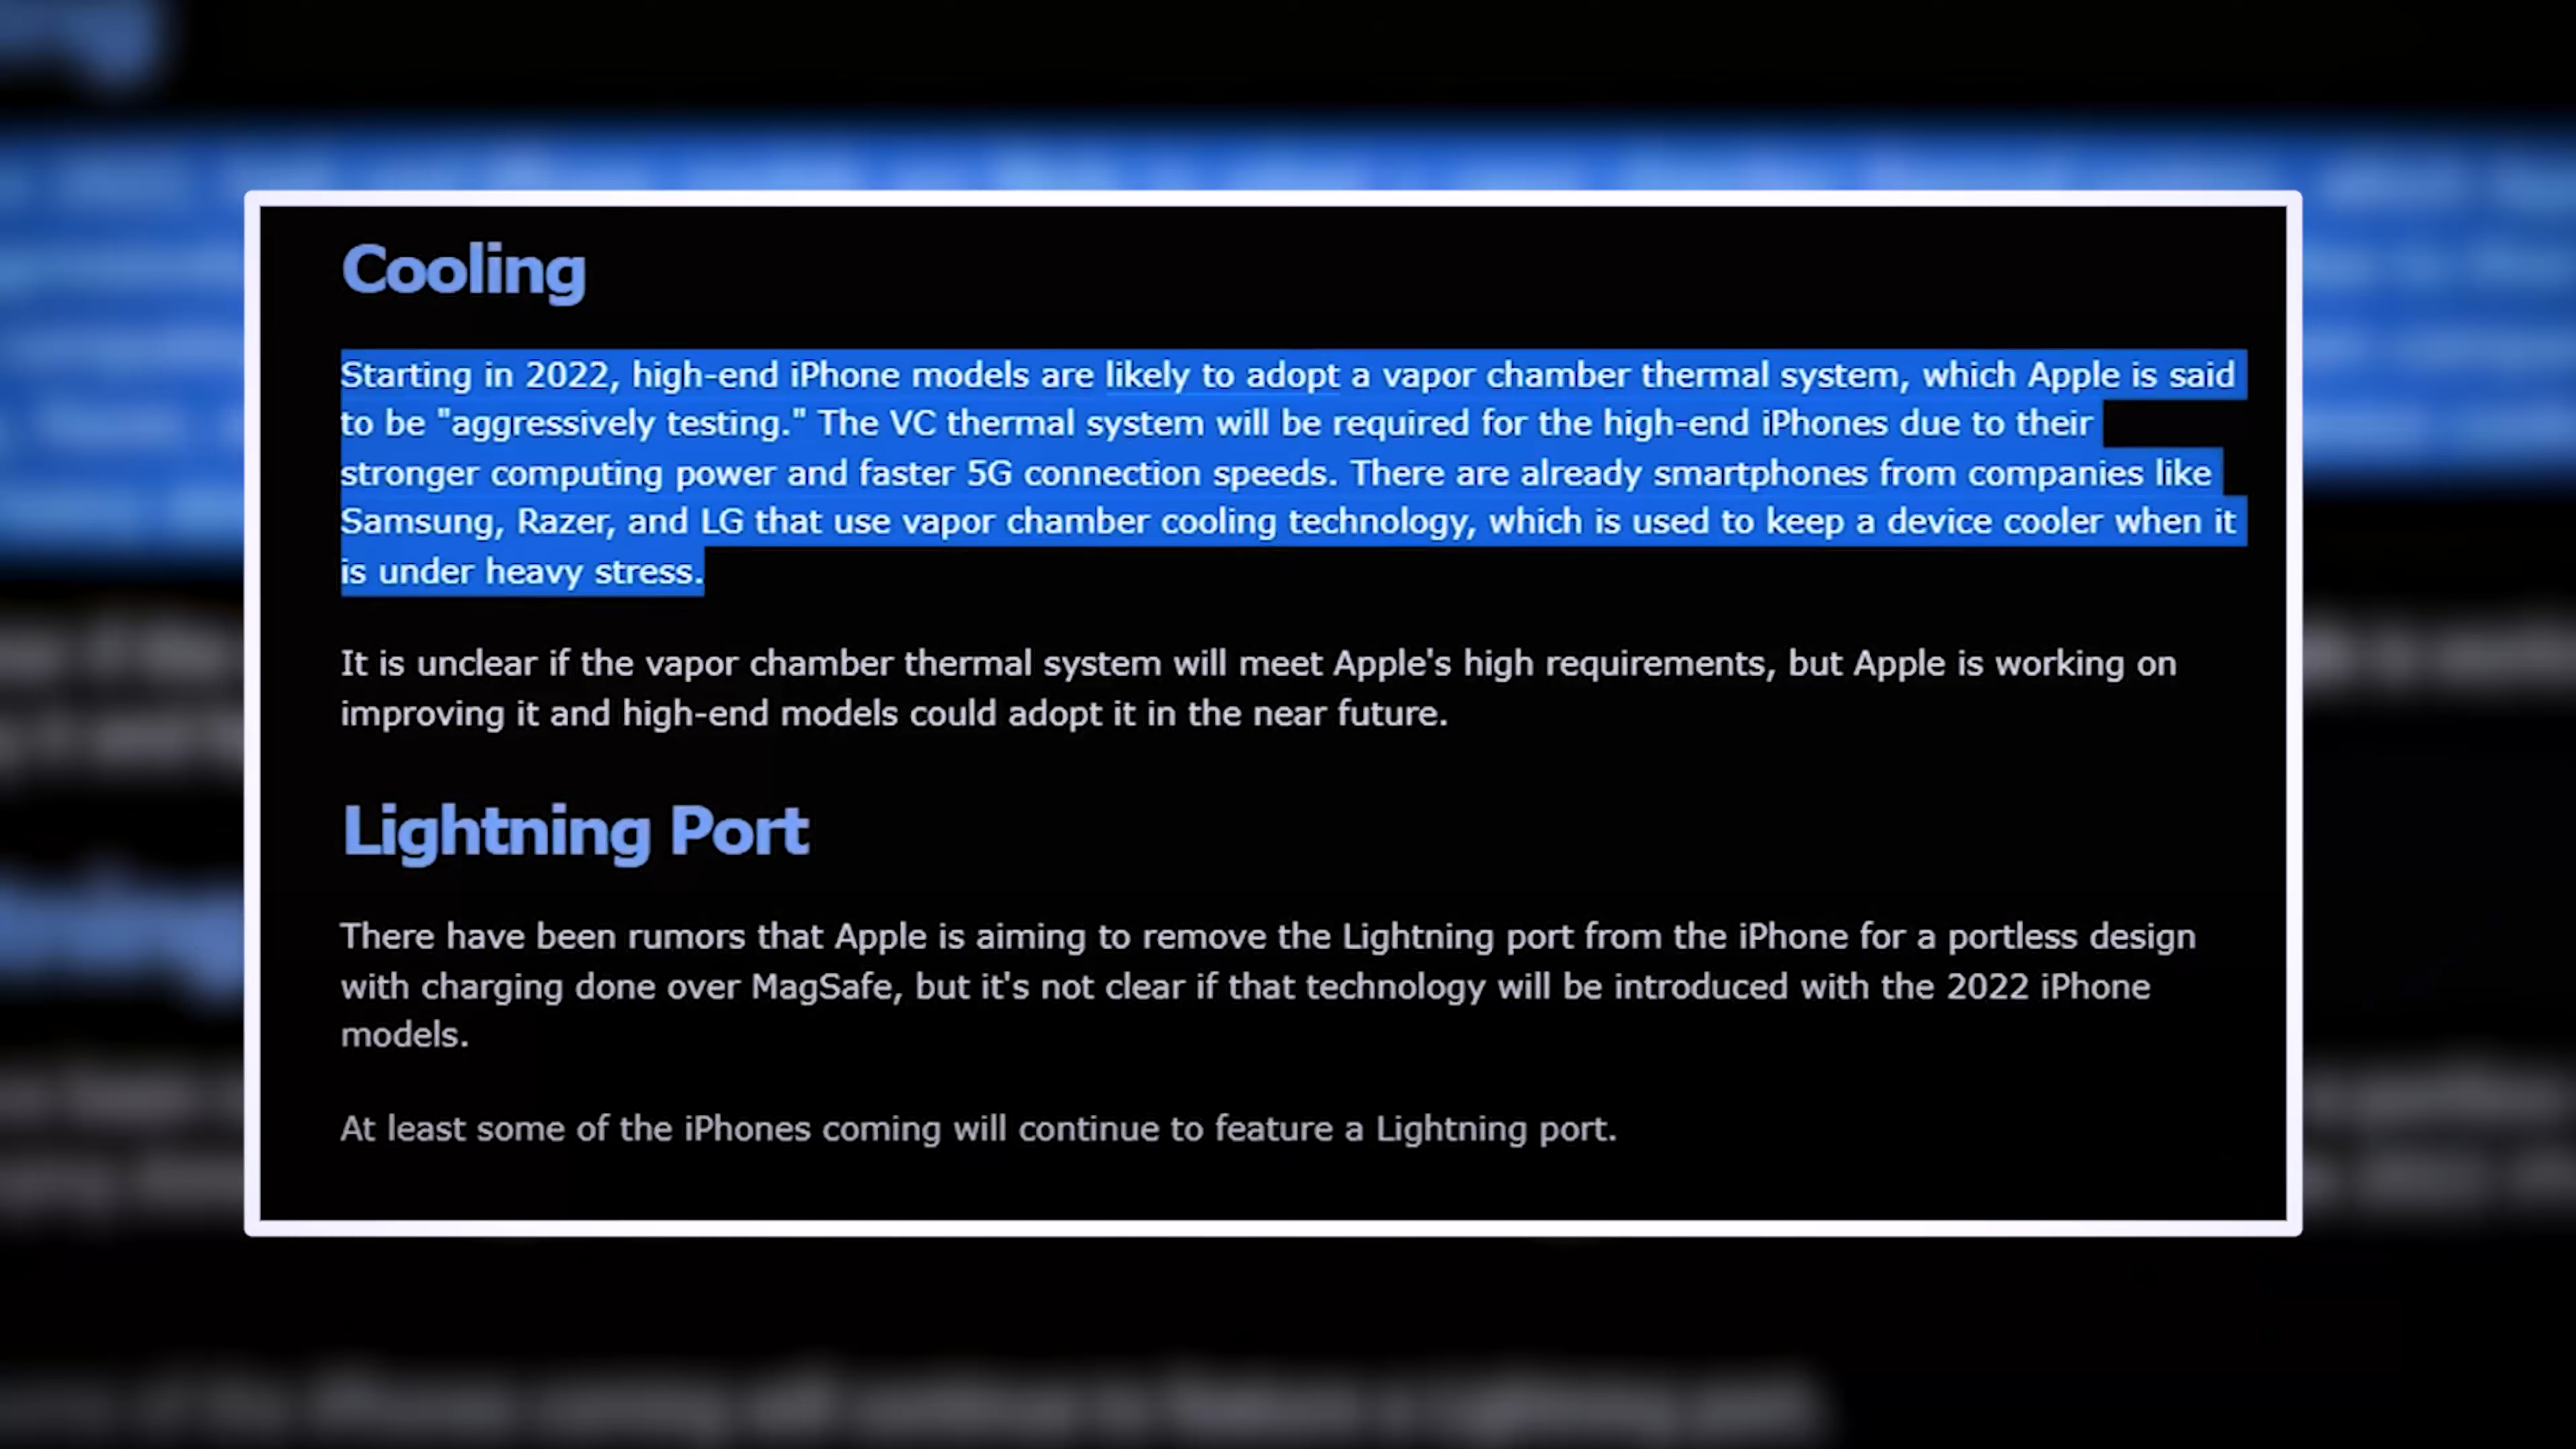 Cooling
Starting in 2022, high-end iPhone models are likely to adopt a vapor chamber thermal system, which Apple is said
to be "aggressively testing." The VC thermal system will be required for the high-end iPhones due to their
stronger computing power and faster 5G connection speeds. There are already smartphones from companies like
Samsung, Razer, and LG that use vapor chamber cooling technology, which is used to keep a device cooler when it
is under heavy stress.
It is unclear if the vapor chamber thermal system will meet Apple's high requirements, but Apple is working on
improving it and high-end models could adopt it in the near future.
Lightning Port
There have been rumors that Apple is aiming to remove the Lightning port from the iPhone for a portless design
with charging done over MagSafe, but it's not clear if that technology will be introduced with the 2022 iPhone
models.
At least some of the iPhones coming will continue to feature a Lightning port.